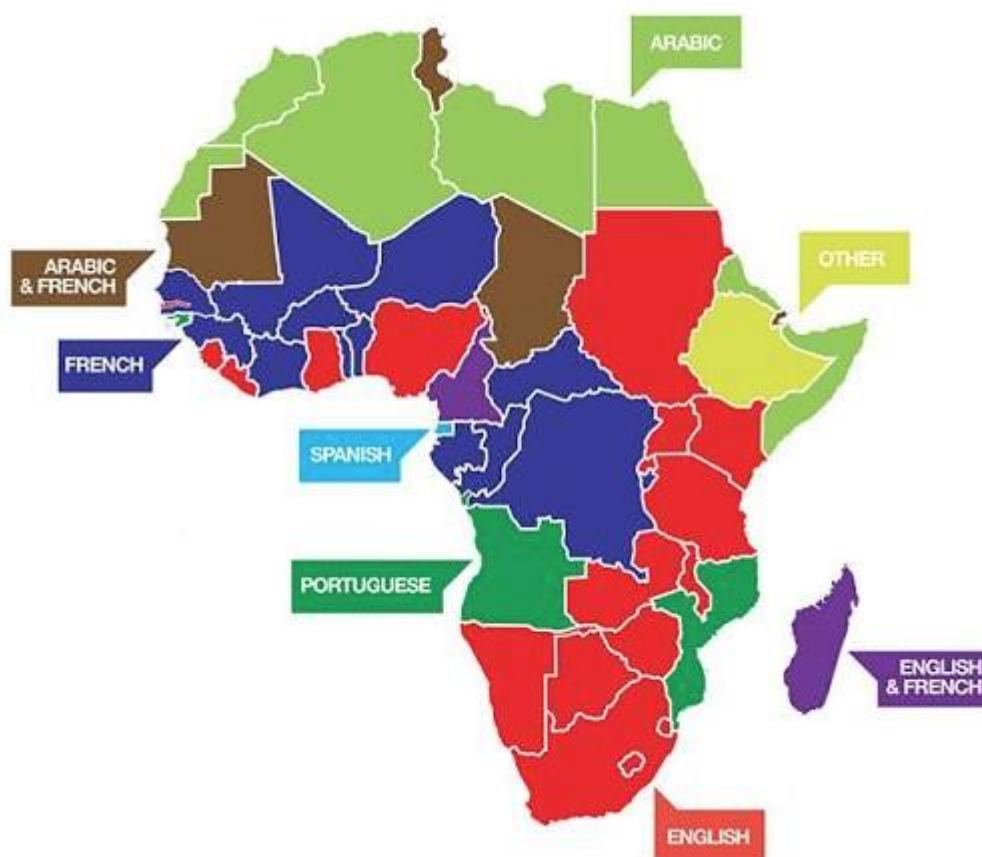 ARABIC
OTHER
ARABIC
& FRENCH
FRENCH
SPANISH
PORTUGUESE
ENGLISH
& FRENCH
ENGLISH